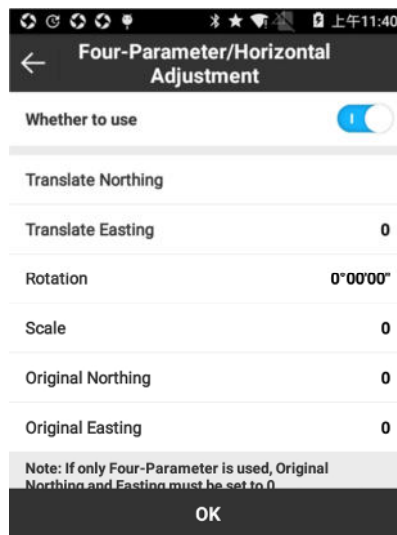 上午11:40
Four-Parameter/Horizontal
Adjustment
Whether to use
Translate Northing
Translate Easting 0
Rotation 0°00'00"
Scale 0
Original Northing 0
Original Easting 0
Note: If only Four-Parameter is used, Original
Northing and Easting must be set to 0
OK